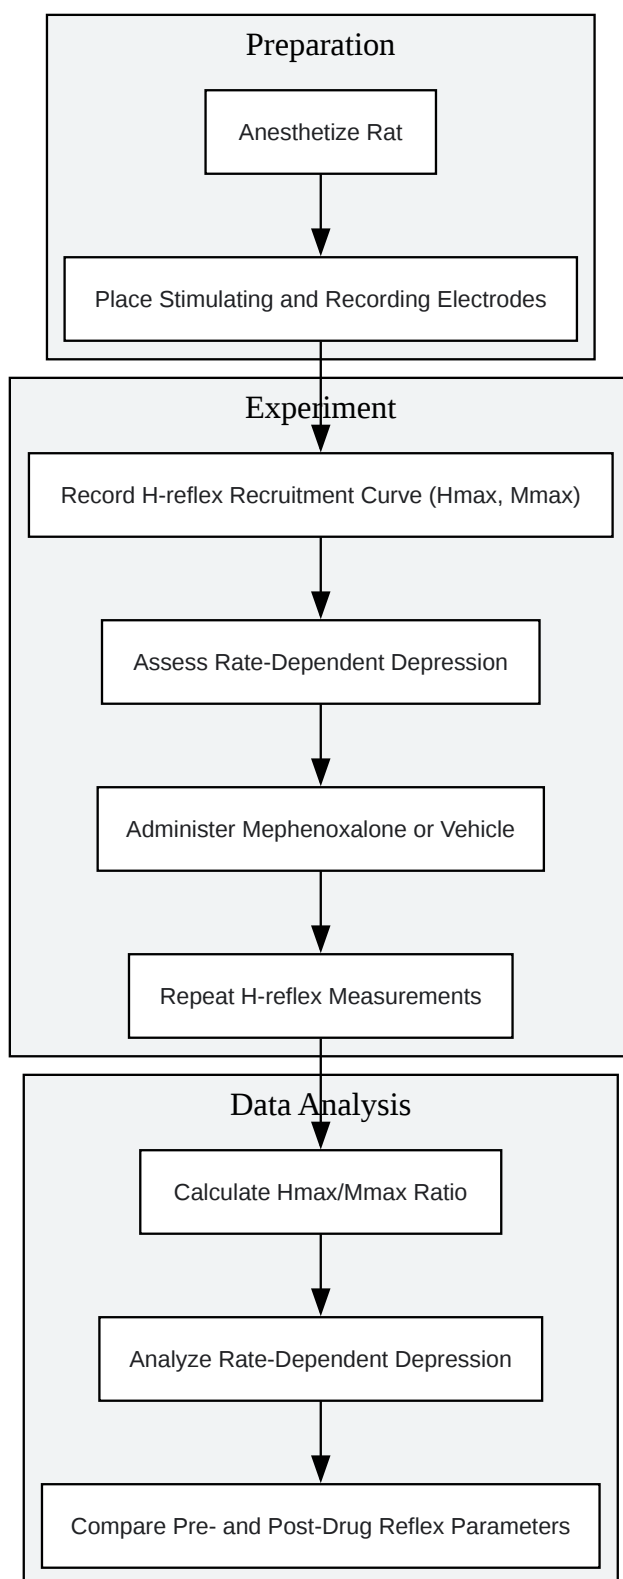 Preparation
Anesthetize Rat
Place Stimulating and Recording Electrodes
Experiment
Record H-reflex Recruitment Curve (Hmax, Mmax)
Assess Rate-Dependent Depression
Administer Mephenoxalone or Vehicle
Repeat H-reflex Measurements
Data Analysis
Calculate Hmax/Mmax Ratio
Analyze Rate-Dependent Depression
Compare Pre- and Post-Drug Reflex Parameters